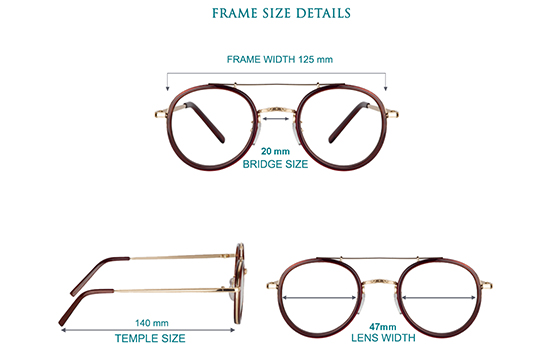 FRAME SIZE DETAILS
FRAME WIDTH 125 mm
20 mm
BRIDGE SIZE
140 mm
TEMPLE SIZE
47mm
LENS WIDTH